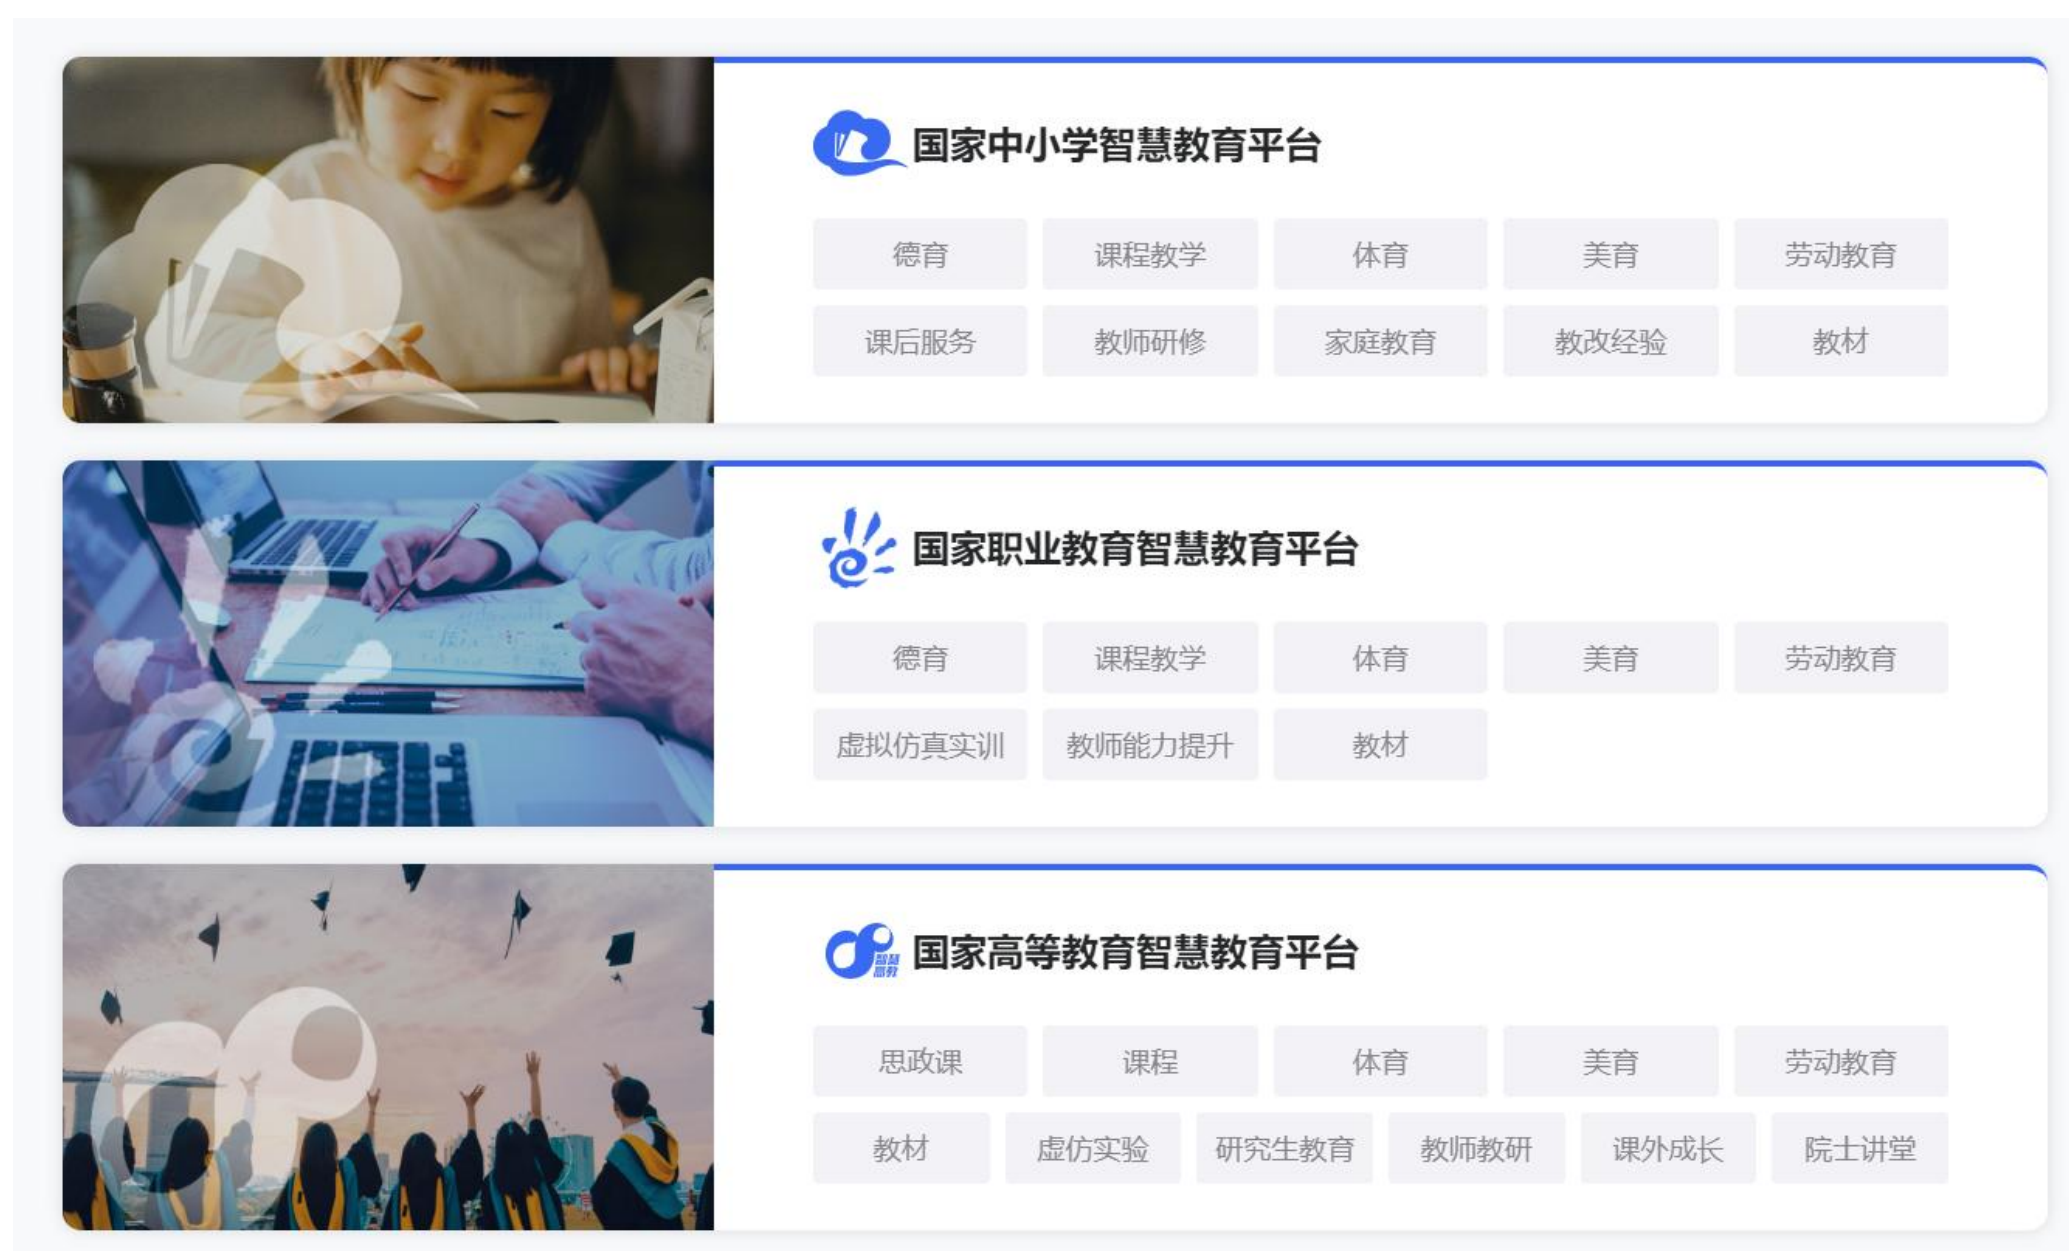 国家中小学智慧教育平台
德育 课程教学 体育 美育 劳动教育
课后服务 教师研修 家庭教育 教改经验 教材
国家职业教育智慧教育平台
德育 课程教学 体育 美育 劳动教育
虚拟仿真实训 教师能力提升 教材
智慧
高教
国家高等教育智慧教育平台
思政课 课程 体育 美育 劳动教育
教材 虚仿实验 研究生教育 教师教研 课外成长 院士讲堂